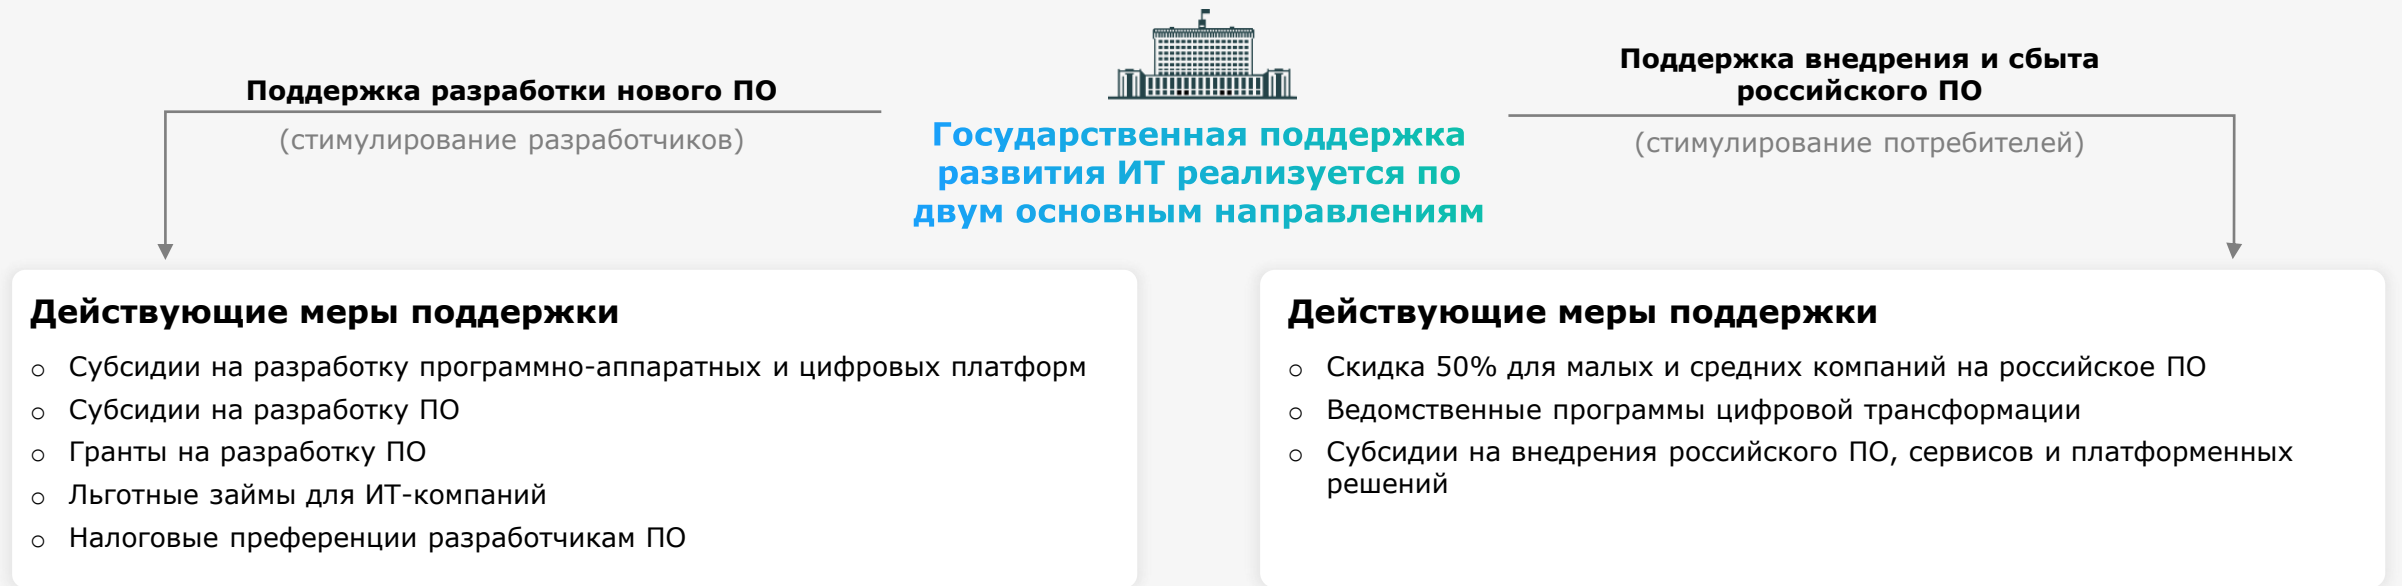 Поддержка разработки нового ПО
(стимулирование разработчиков)
Государственная поддержка
развития ИТ реализуется по
двум основным направлениям
Поддержка внедрения и сбыта
российского ПО
(стимулирование потребителей)
Действующие меры поддержки
o Субсидии на разработку программно-аппаратных и цифровых платформ
o Субсидии на разработку ПО
o Гранты на разработку ПО
o Льготные займы для ИТ-компаний
o Налоговые преференции разработчикам ПО
Действующие меры поддержки
o Скидка 50% для малых и средних компаний на российское ПО
o Ведомственные программы цифровой трансформации
o Субсидии на внедрения российского ПО, сервисов и платформенных
решений